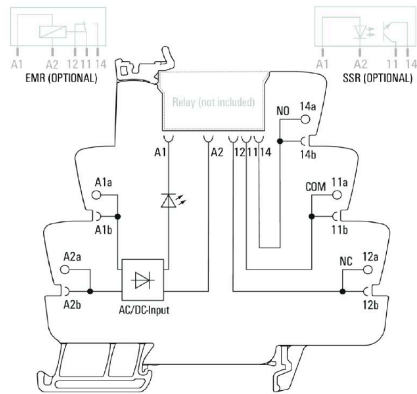 A1 A2 12 11 14
EMR (OPTIONAL)
A1 A2 11 14
SSR (OPTIONAL)
Relay (not included)
NO 14a
A1 A2 12 11 14 14b
A1a COM 11a
A1b 11b
A2a NC 12a
A2b 12b
AC/DC-Input